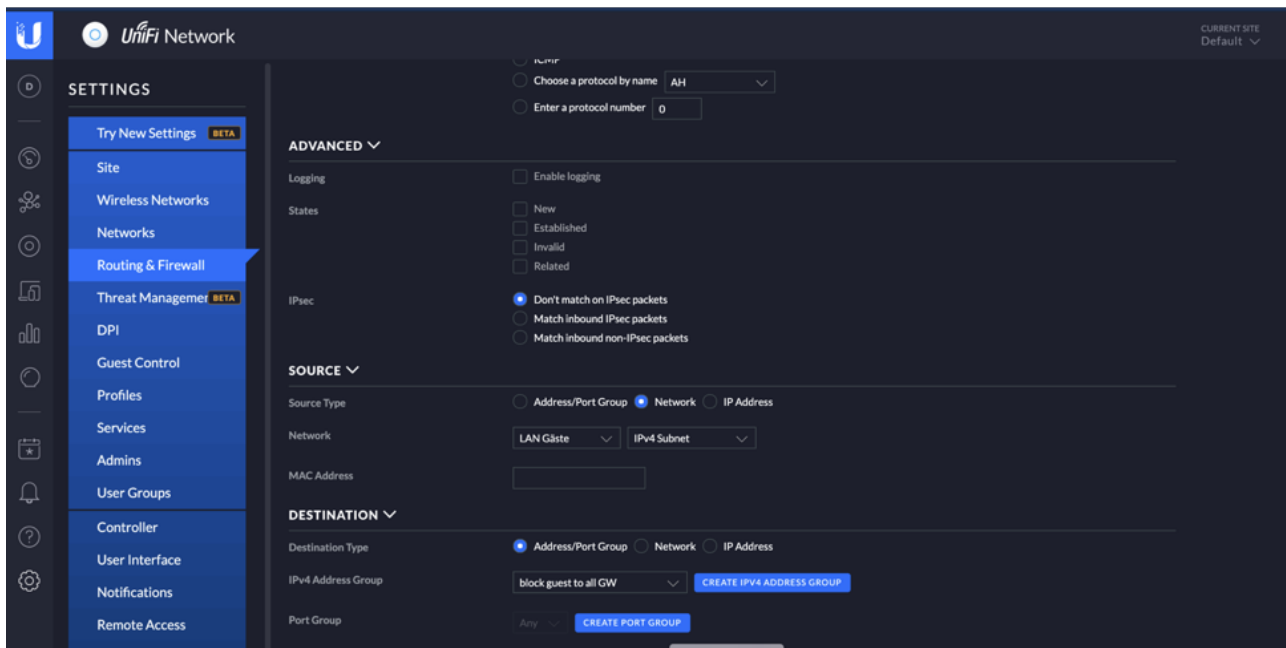 UniFi Network
CURRENT SITE
Default
SETTINGS
Try New Settings BETA
Site
Wireless Networks
Networks
Routing & Firewall
Threat Managemer BETA
DPI
Guest Control
Profiles
Services
Admins
User Groups
Controller
User Interface
Notifications
Remote Access
ICMP
Choose a protocol by name AH
Enter a protocol number 0
ADVANCED
Logging Enable logging
States New
Established
Invalid
Related
IPsec Don't match on IPsec packets
Match inbound IPsec packets
Match inbound non-IPsec packets
SOURCE
Source Type Address/Port Group Network IP Address
Network LAN Gäste IPv4 Subnet
MAC Address
DESTINATION
Destination Type Address/Port Group Network IP Address
IPv4 Address Group block guest to all GW CREATE IPV4 ADDRESS GROUP
Port Group Any CREATE PORT GROUP